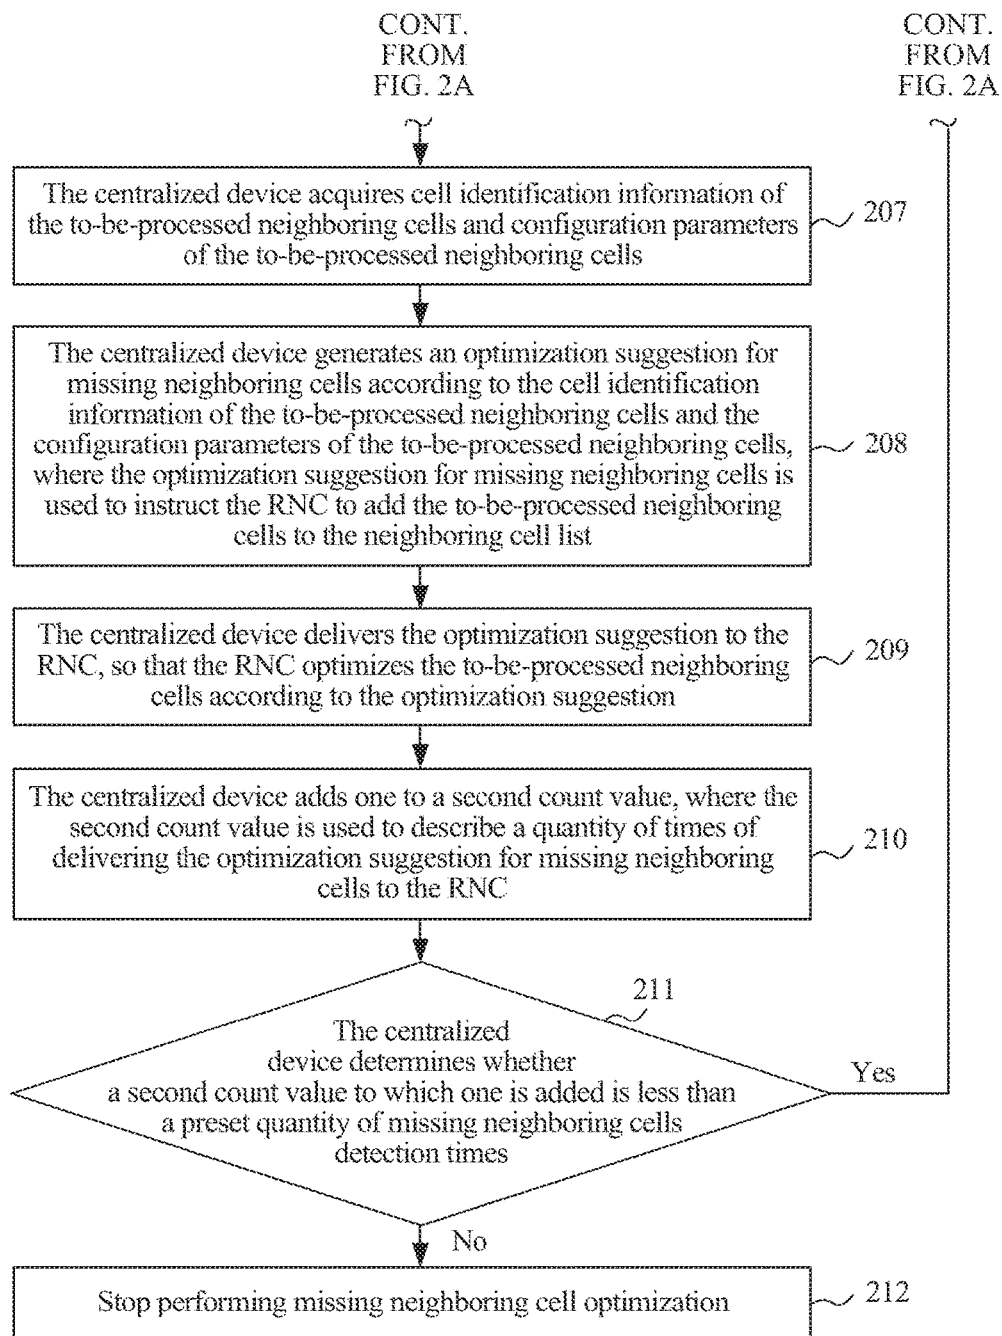 CONT.
FROM
FIG. 2A
CONT.
FROM
FIG. 2A
The centralized device acquires cell identification information of
the to-be-processed neighboring cells and configuration parameters
of the to-be-processed neighboring cells
207
The centralized device generates an optimization suggestion for
missing neighboring cells according to the cell identification
information of the to-be-processed neighboring cells and the
configuration parameters of the to-be-processed neighboring cells,
where the optimization suggestion for missing neighboring cells is
used to instruct the RNC to add the to-be-processed neighboring
cells to the neighboring cell list
208
The centralized device delivers the optimization suggestion to the
RNC, so that the RNC optimizes the to-be-processed neighboring
cells according to the optimization suggestion
209
The centralized device adds one to a second count value, where the
second count value is used to describe a quantity of times of
delivering the optimization suggestion for missing neighboring
cells to the RNC
210
211
The centralized
device determines whether
a second count value to which one is added is less than
a preset quantity of missing neighboring cells
detection times
Yes
No
Stop performing missing neighboring cell optimization
212